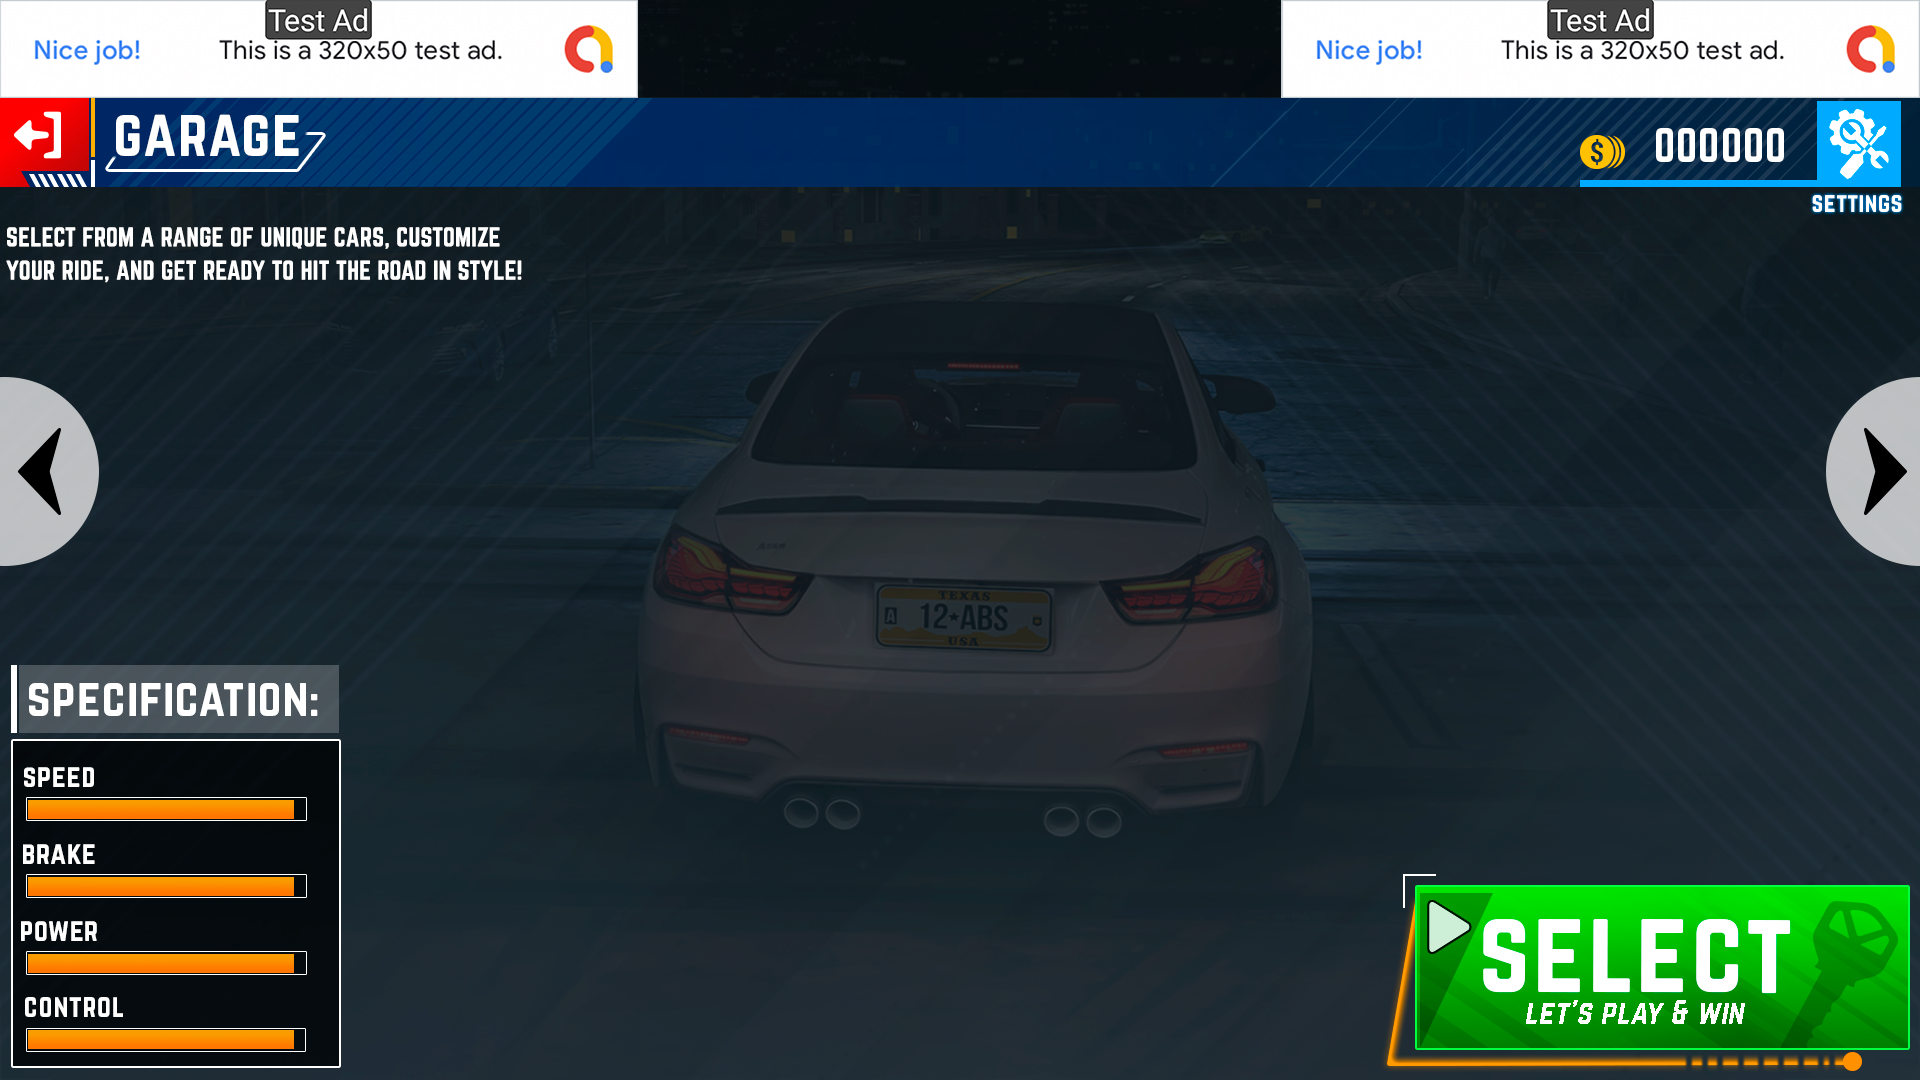 Test Ad
Nice job!
This is a 320x50 test ad.
Test Ad
Nice job!
This is a 320x50 test ad.
GARAGE
000000
SETTINGS
SELECT FROM A RANGE OF UNIQUE CARS, CUSTOMIZE
YOUR RIDE, AND GET READY TO HIT THE ROAD IN STYLE!
TEXAS
A 12★ABS
USA
SPECIFICATION:
SPEED
BRAKE
POWER
CONTROL
SELECT
LET'S PLAY & WIN